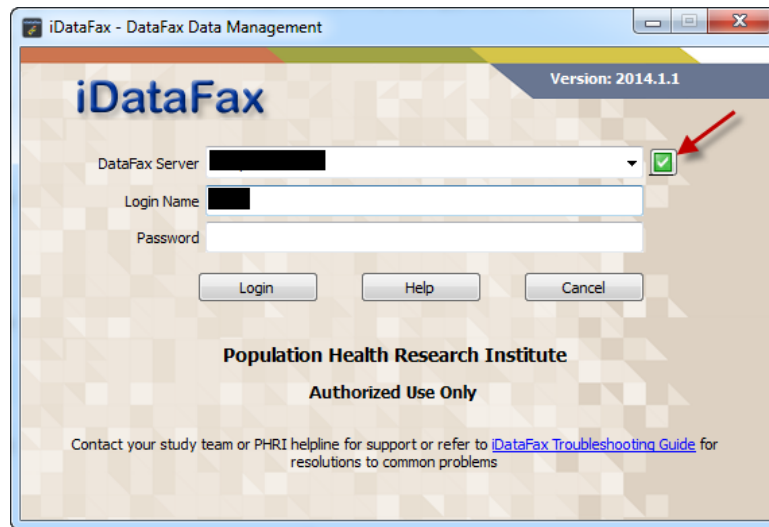 iDataFax - DataFax Data Management
Version: 2014.1.1
iDataFax
DataFax Server
Login Name
Password
Login
Help
Cancel
Population Health Research Institute
Authorized Use Only
Contact your study team or PHRI helpline for support or refer to iDataFax Troubleshooting Guide for
resolutions to common problems